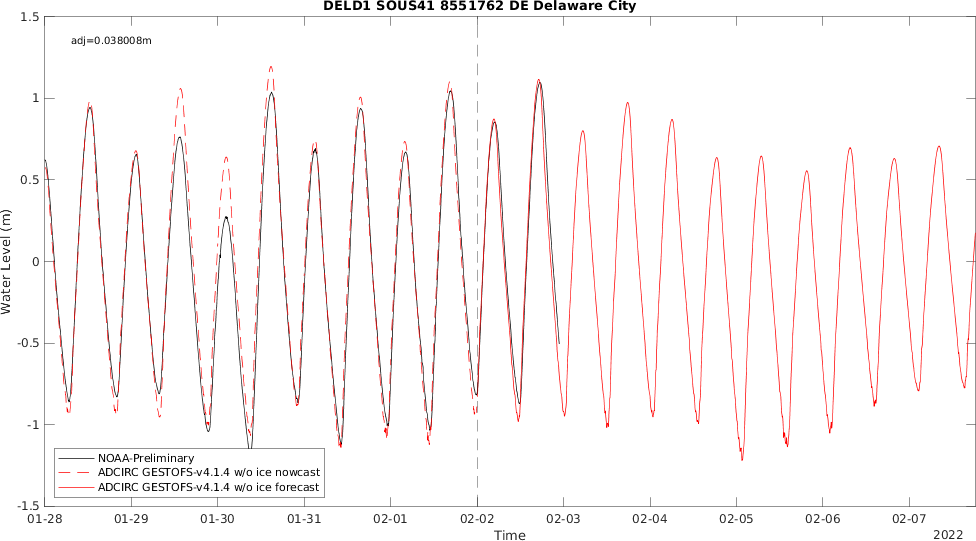 DELD1 SOUS41 8551762 DE Delaware City
adj=0.038008m
1.5
1
0.5
0
-0.5
-1
-1.5
Water Level (m)
NOAA-Preliminary
ADCIRC GESTOFS-v4.1.4 w/o ice nowcast
ADCIRC GESTOFS-v4.1.4 w/o ice forecast
01-28 01-29 01-30 01-31 02-01 02-02 02-03 02-04 02-05 02-06 02-07
Time
2022